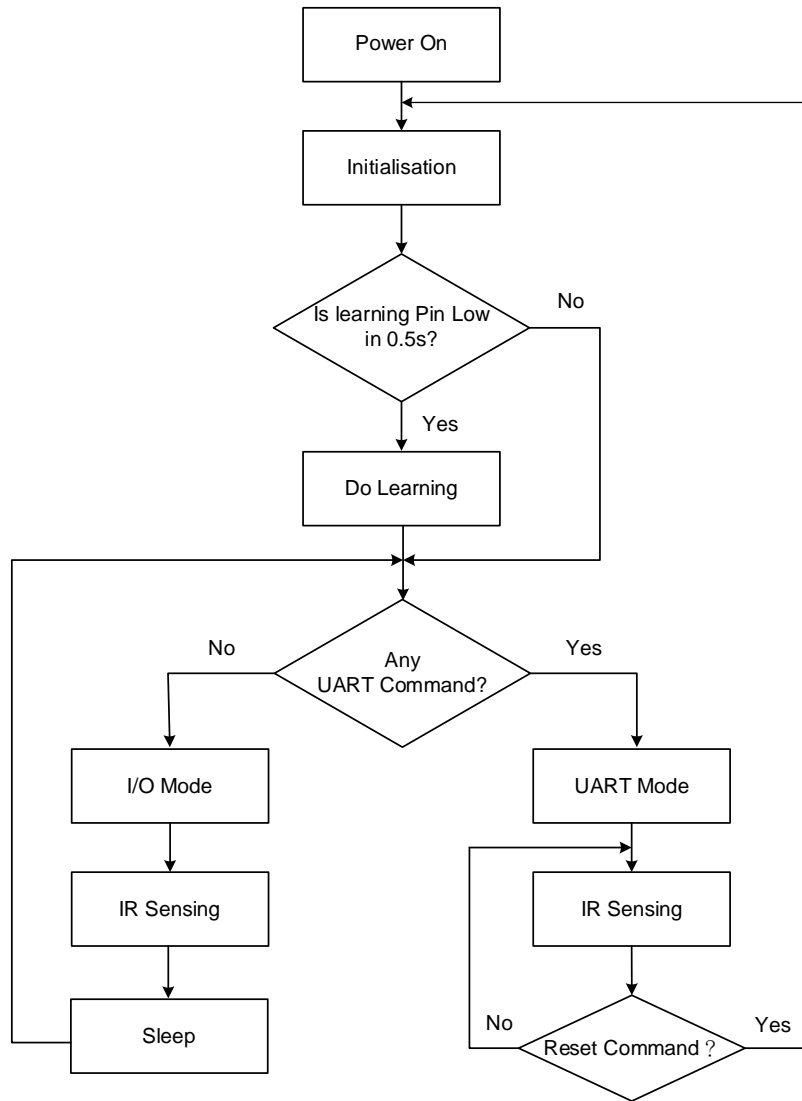 Power On
Initialisation
Is learning Pin Low
in 0.5s?
No
Yes
Do Learning
No
Any
UART Command?
Yes
I/O Mode
UART Mode
IR Sensing
IR Sensing
Sleep
No
Reset Command？
Yes